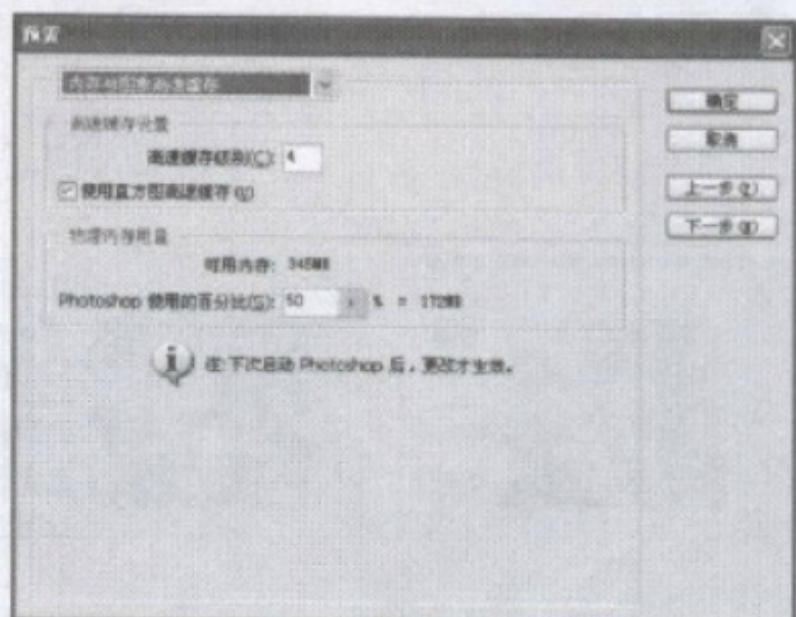 预置
内存与图像高速缓存
高速缓存设置
高速缓存级别(C): 4
使用直方图高速缓存(U)
物理内存用量
可用内存: 345MB
Photoshop 使用的百分比(S): 50 % = 172MB
注:下次启动 Photoshop 后,更改才生效。
确定
取消
上一步(P)
下一步(N)